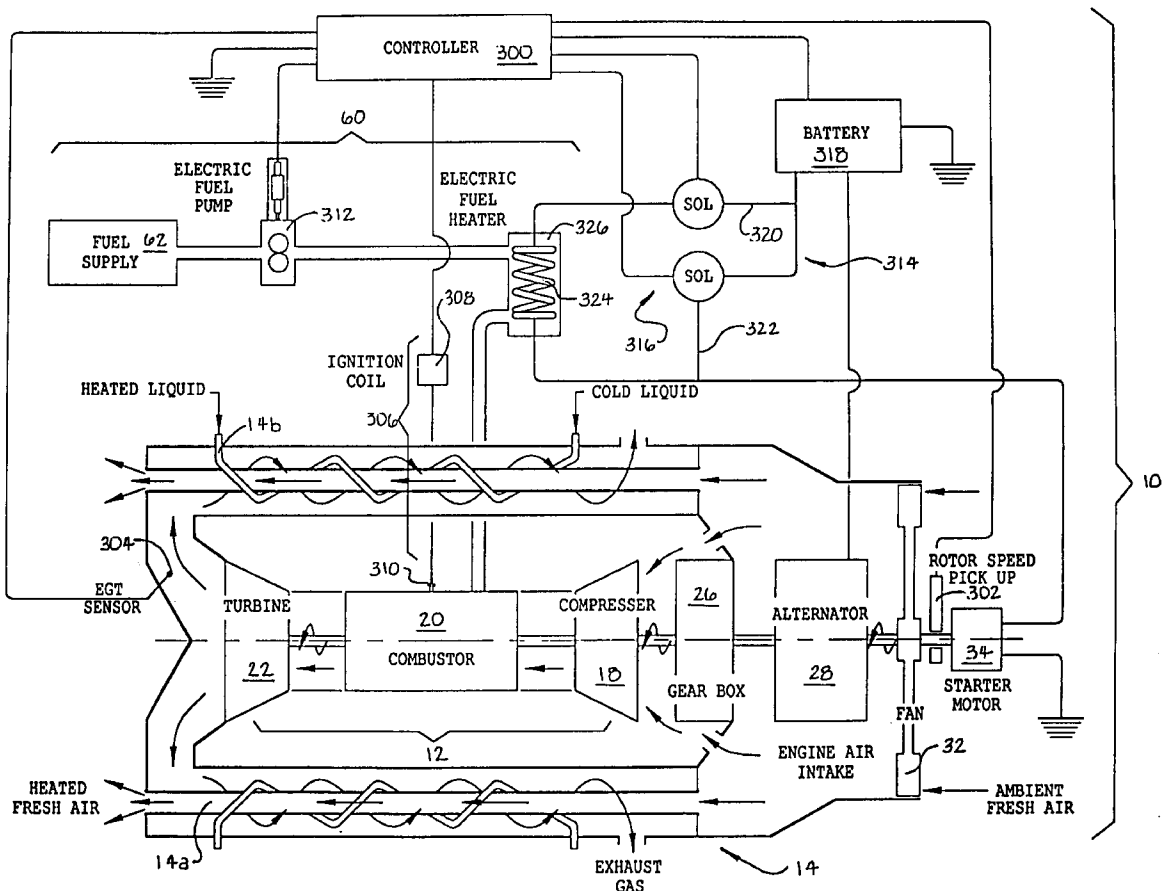 CONTROLLER
300
10
60
BATTERY
318
ELECTRIC
FUEL
PUMP
ELECTRIC
FUEL
HEATER
312
FUEL
SUPPLY
62
SOL
320
326
314
SOL
324
308
316
322
IGNITION
COIL
HEATED LIQUID
COLD LIQUID
14b
306
304
EGT
SENSOR
310
ROTOR SPEED
PICK UP
302
TURBINE
22
20
COMBUSTOR
COMPRESSER
18
26
GEAR BOX
ALTERNATOR
28
34
STARTER
MOTOR
FAN
32
12
ENGINE AIR
INTAKE
HEATED
FRESH AIR
AMBIENT
FRESH AIR
14a
EXHAUST
GAS
14